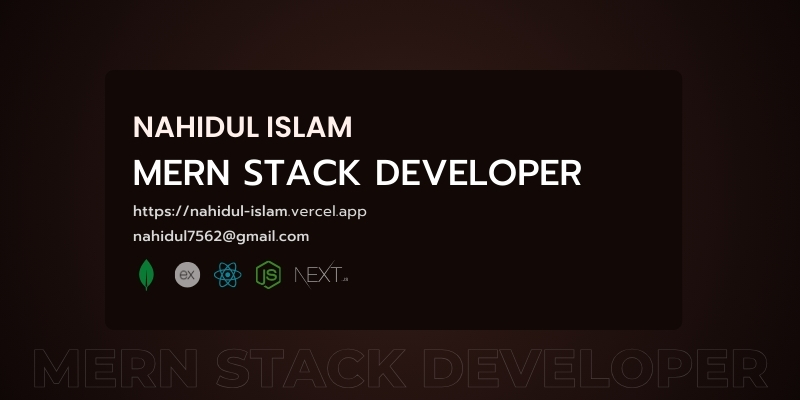 NAHIDUL ISLAM
MERN STACK DEVELOPER
https://nahidul-islam.vercel.app
nahidul7562@gmail.com
ex JS NEXT.JS
MERN STACK DEVELOPER